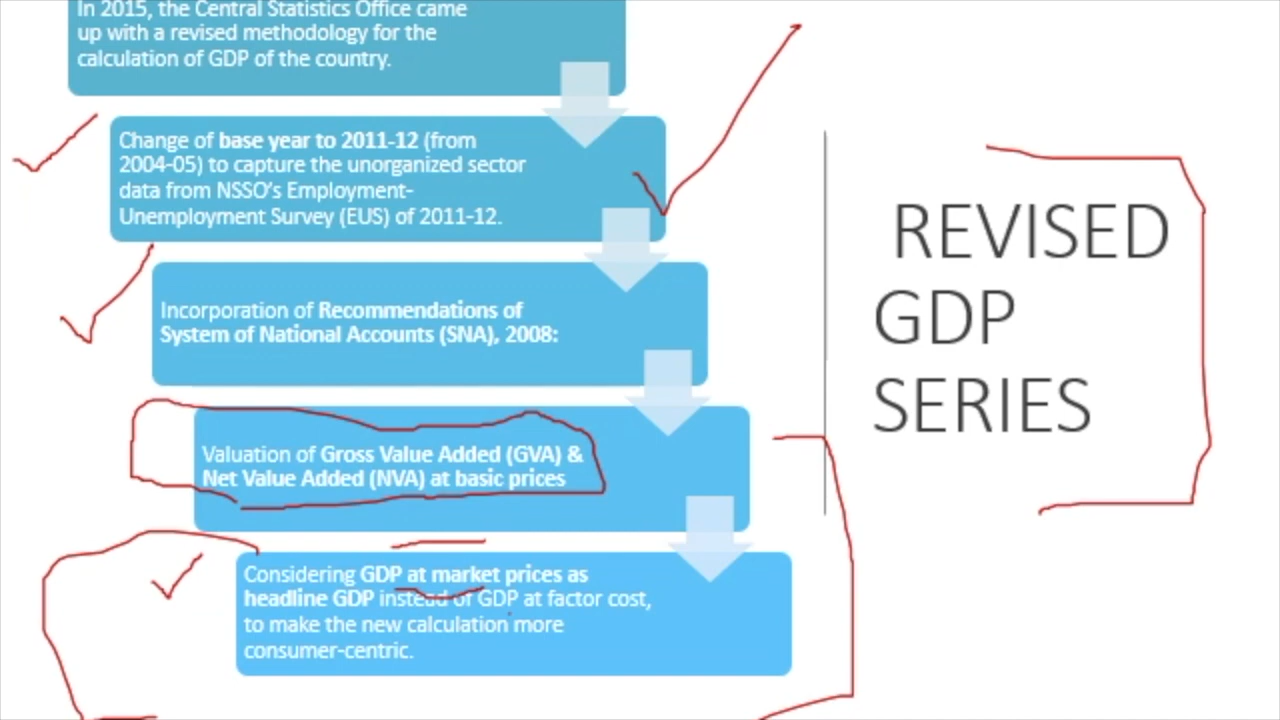 In 2015, the Central Statistics Office came
up with a revised methodology for the
calculation of GDP of the country.
Change of base year to 2011-12 (from
2004-05) to capture the unorganized sector
data from NSSO's Employment-
Unemployment Survey (EUS) of 2011-12.
Incorporation of Recommendations of
System of National Accounts (SNA), 2008:
Valuation of Gross Value Added (GVA) &
Net Value Added (NVA) at basic prices
Considering GDP at market prices as
headline GDP instead of GDP at factor cost,
to make the new calculation more
consumer-centric.
REVISED
GDP
SERIES